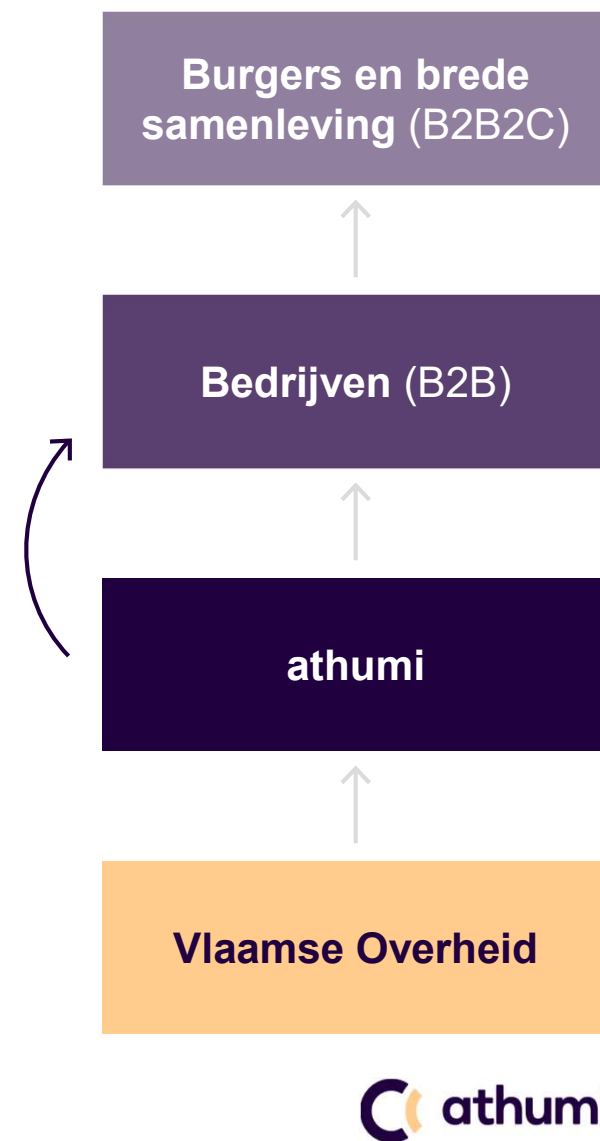 Burgers en brede
samenleving (B2B2C)
Bedrijven (B2B)
athumi
Vlaamse Overheid
athum